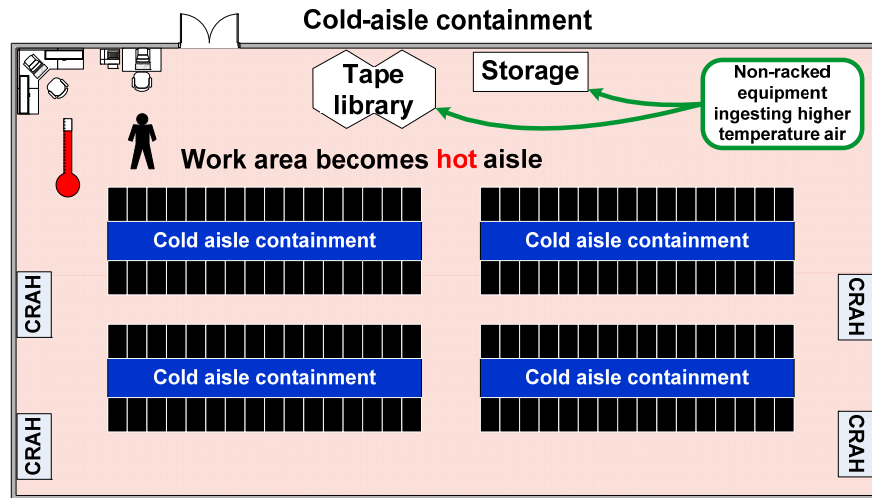 Cold-aisle containment
Tape
library
Storage
Non-racked
equipment
ingesting higher
temperature air
Work area becomes hot aisle
Cold aisle containment
Cold aisle containment
CRAH
CRAH
Cold aisle containment
Cold aisle containment
CRAH
CRAH